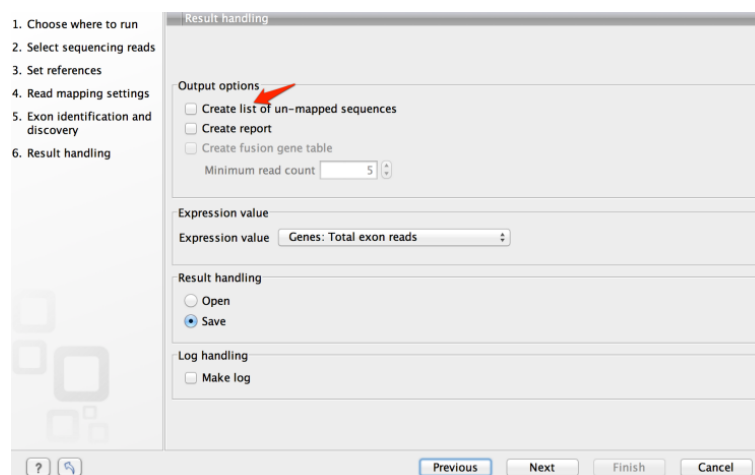 1. Choose where to run
2. Select sequencing reads
3. Set references
4. Read mapping settings
5. Exon identification and
discovery
6. Result handling
Result handling
Output options
Create list of un-mapped sequences
Create report
Create fusion gene table
Minimum read count 5
Expression value
Expression value Genes: Total exon reads
Result handling
Open
Save
Log handling
Make log
? Previous Next Finish Cancel